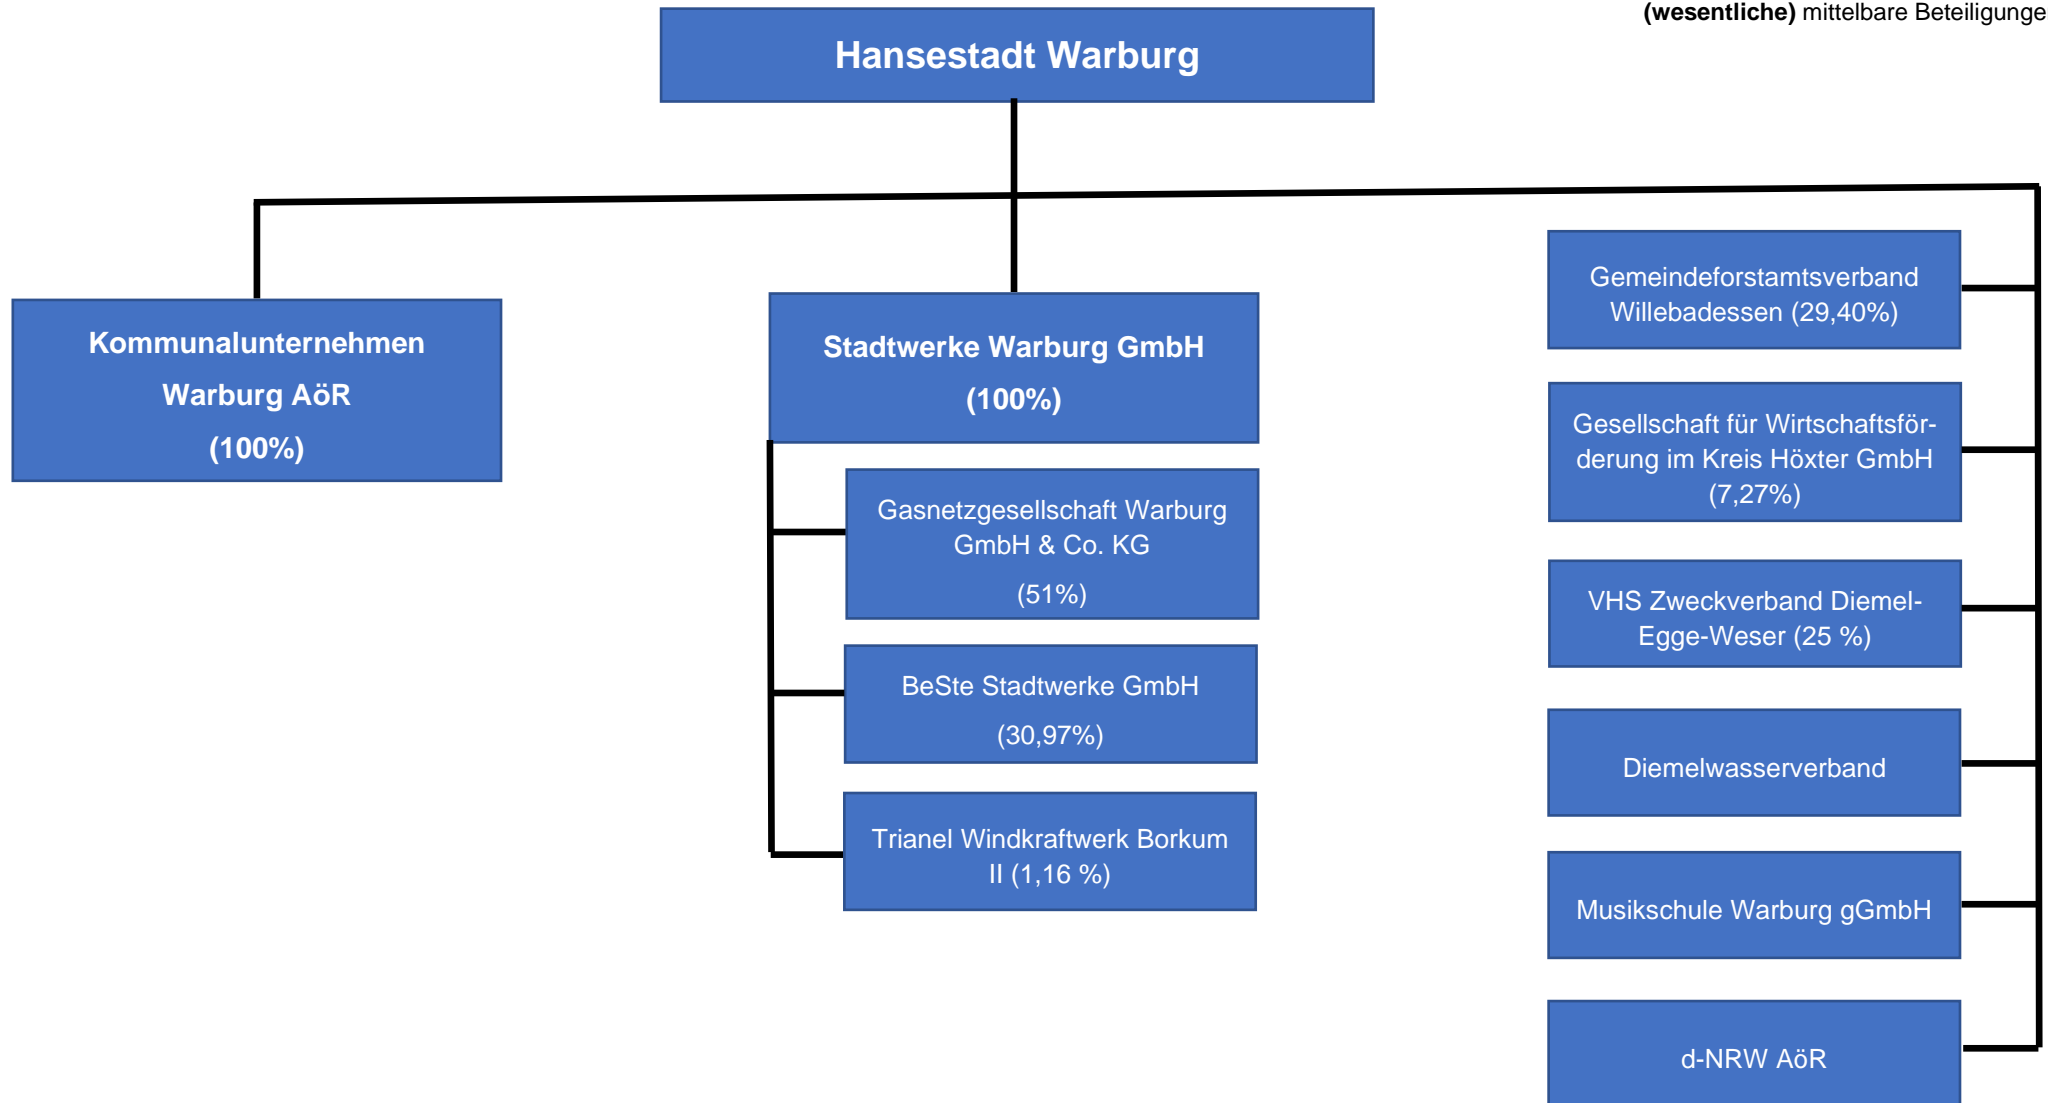 (wesentliche) mittelbare Beteiligunge
Hansestadt Warburg
Kommunalunternehmen
Warburg AöR
(100%)
Stadtwerke Warburg GmbH
(100%)
Gasnetzgesellschaft Warburg
GmbH & Co. KG
(51%)
BeSte Stadtwerke GmbH
(30,97%)
Trianel Windkraftwerk Borkum
II (1,16 %)
Gemeindeforstamtsverband
Willebadessen (29,40%)
Gesellschaft für Wirtschaftsför-
derung im Kreis Höxter GmbH
(7,27%)
VHS Zweckverband Diemel-
Egge-Weser (25 %)
Diemelwasserverband
Musikschule Warburg gGmbH
d-NRW AöR